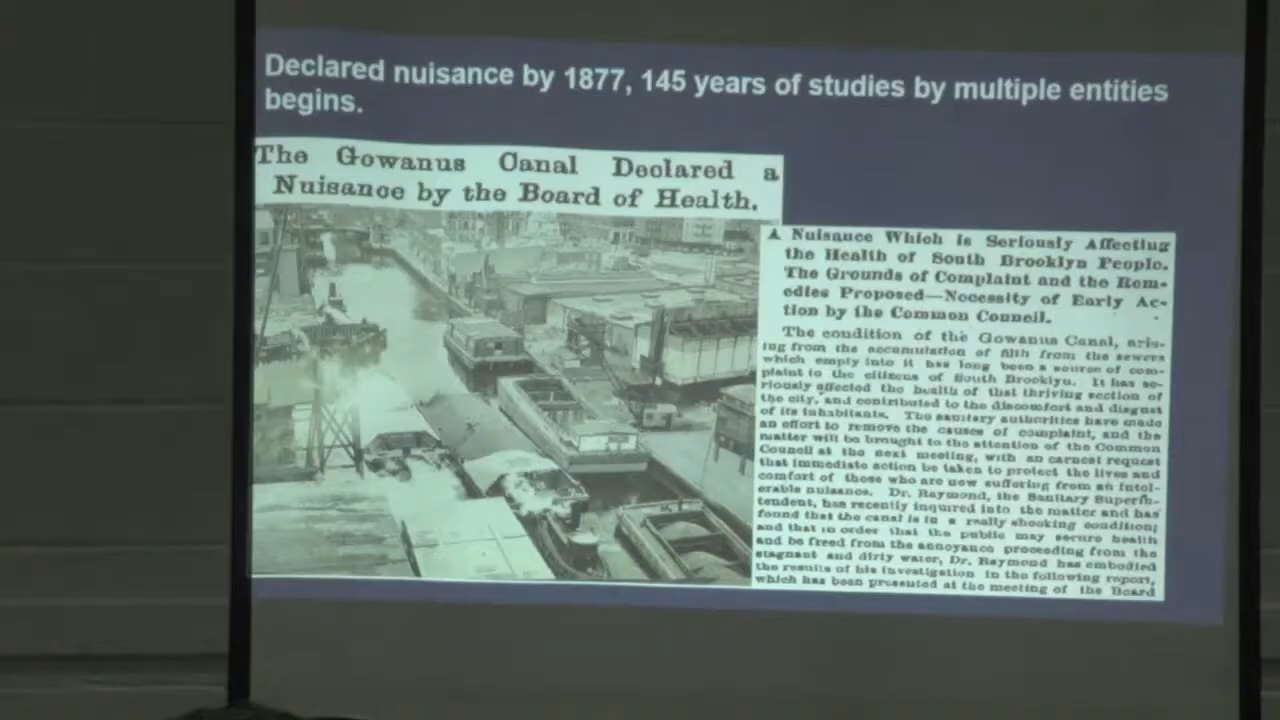 Declared nuisance by 1877, 145 years of studies by multiple entities
begins.
The Gowanus Canal Declared a
Nuisance by the Board of Health.
A Nuisance Which is Seriously Affecting
the Health of South Brooklyn People.
The Grounds of Complaint and the Rem-
edies Proposed—Necessity of Early Ac-
tion by the Common Council.
The condition of the Gowanus Canal, aris-
ing from the accumulation of filth from the sewers
which empty into it has long been a source of com-
plaint to the citizens of South Brooklyn. It has se-
riously affected the health of that thriving section of
the city, and contributed to the discomfort and disgust
of its inhabitants. The sanitary authorities have made
an effort to remove the causes of complaint, and the
matter will be brought to the attention of the Common
Council at the next meeting, with an earnest request
that immediate action be taken to protect the lives and
comfort of those who are now suffering from an intol-
erable nuisance. Dr. Raymond, the Sanitary Superin-
tendent, has recently inquired into the matter and has
found that the canal is in a really shocking condition;
and that in order that the public may secure health
and be freed from the annoyance proceeding from the
stagnant and dirty water, Dr. Raymond has embodied
the results of his investigation in the following report,
which has been presented at the meeting of the Board